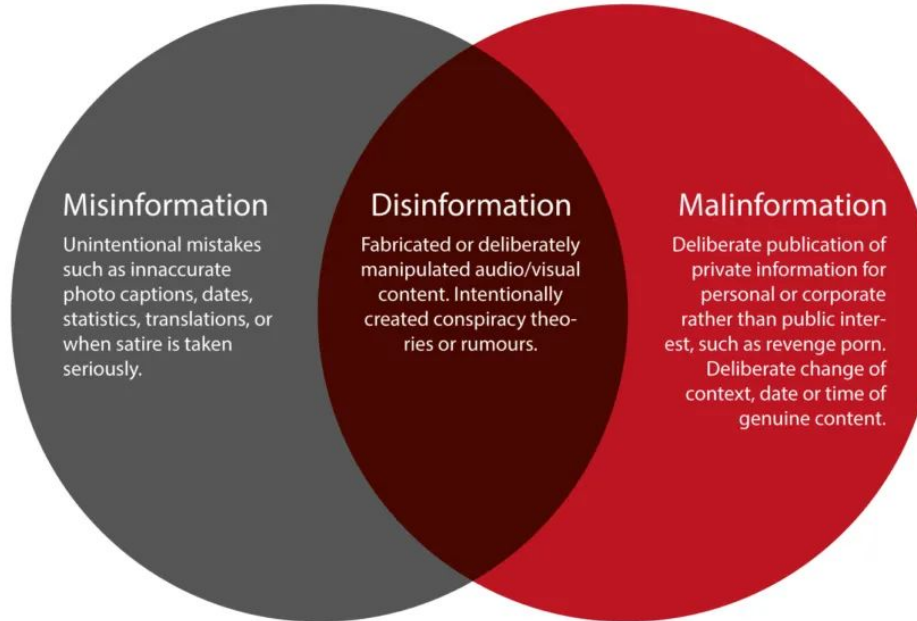 Misinformation
Unintentional mistakes
such as innaccurate
photo captions, dates,
statistics, translations, or
when satire is taken
seriously.
Disinformation
Fabricated or deliberately
manipulated audio/visual
content. Intentionally
created conspiracy theo-
ries or rumours.
Malinformation
Deliberate publication of
private information for
personal or corporate
rather than public inter-
est, such as revenge porn.
Deliberate change of
context, date or time of
genuine content.